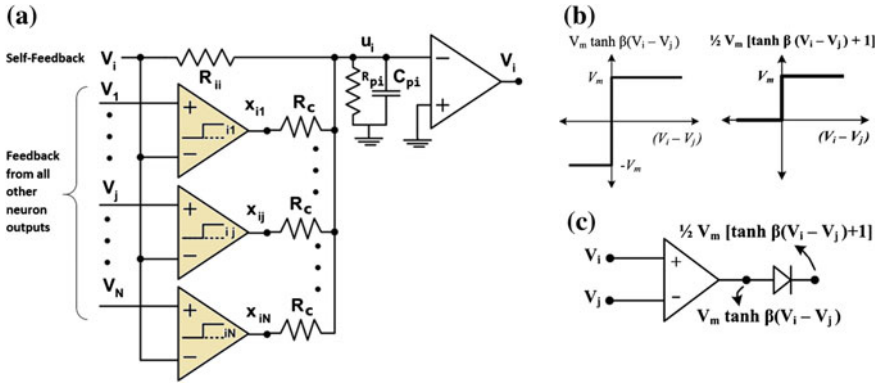 (a)
Self-Feedback
V_i
R_ii
u_i
R_pi
C_pi
−
+
V_i
V_1
+
−
i1
x_i1
R_c
Feedback
from all
other
neuron
outputs
V_j
+
−
ij
x_ij
R_c
V_N
+
−
iN
x_iN
R_c
(b)
V_m tanh β(V_i − V_j)
V_m
(V_i − V_j)
-V_m
½ V_m [tanh β (V_i − V_j) + 1]
V_m
(V_i − V_j)
(c)
½ V_m [tanh β(V_i − V_j)+1]
V_i
+
V_j
−
V_m tanh β(V_i − V_j)